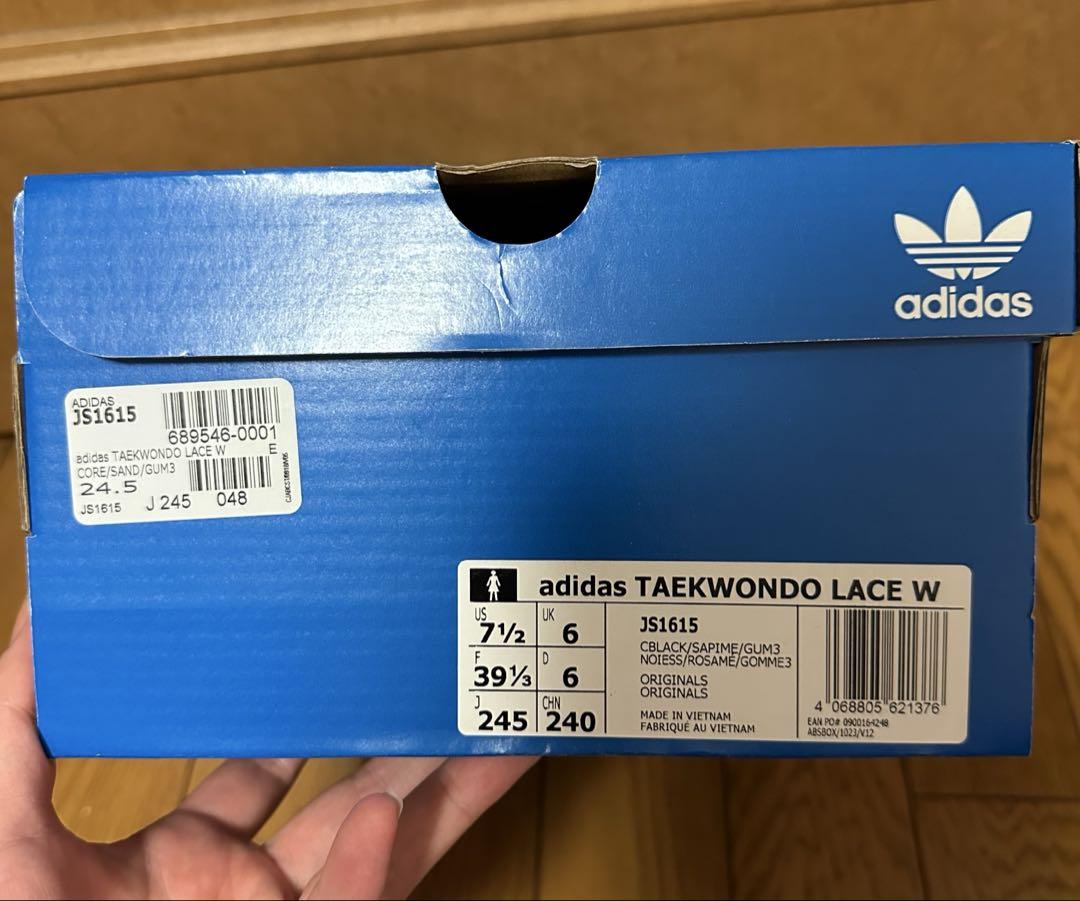 adidas
ADIDAS
JS1615
689546-0001
adidas TAEKWONDO LACE W E
CORE/SAND/GUM3
24.5
JS1615 J 245 048
adidas TAEKWONDO LACE W
US 7½ UK 6
F 39⅓ D 6
J 245 CHN 240
JS1615
CBLACK/SAPIME/GUM3
NOIESS/ROSAMÉ/GOMME3
ORIGINALS
ORIGINALS
MADE IN VIETNAM
FABRIQUÉ AU VIETNAM
4 068805 621376
EAN PO# 0900164248
ABSBOX/1023/V12